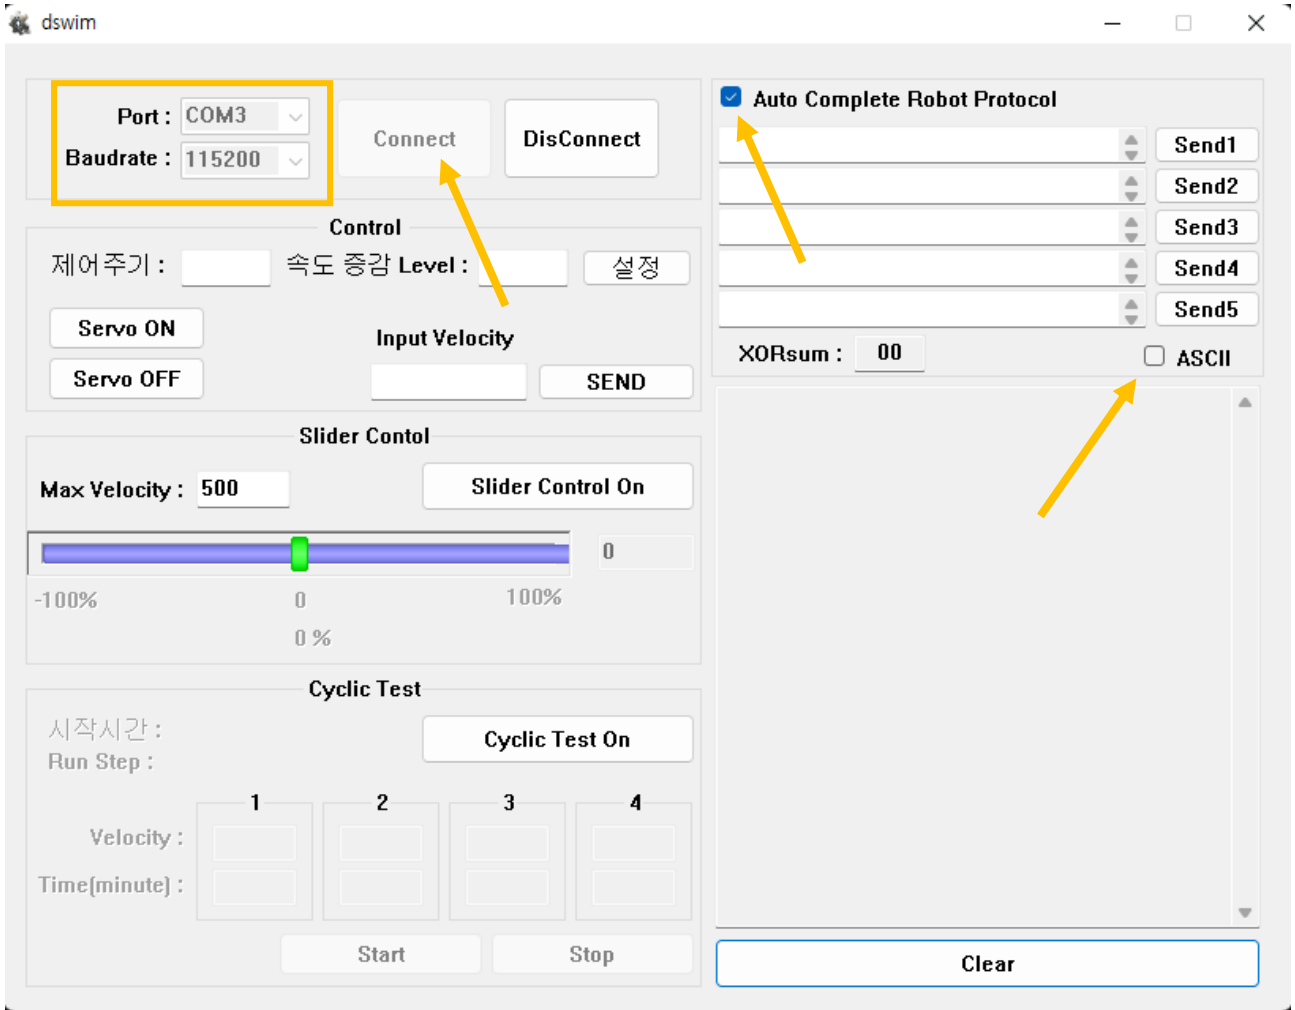 dswim
Port : COM3
Baudrate : 115200
Connect
DisConnect
Control
제어주기 :
속도 증감 Level :
설정
Servo ON
Servo OFF
Input Velocity
SEND
Slider Contol
Max Velocity : 500
Slider Control On
0
-100% 0 100%
0 %
Cyclic Test
시작시간 :
Run Step :
Cyclic Test On
1 2 3 4
Velocity :
Time(minute) :
Start
Stop
Auto Complete Robot Protocol
Send1
Send2
Send3
Send4
Send5
XORsum : 00
ASCII
Clear